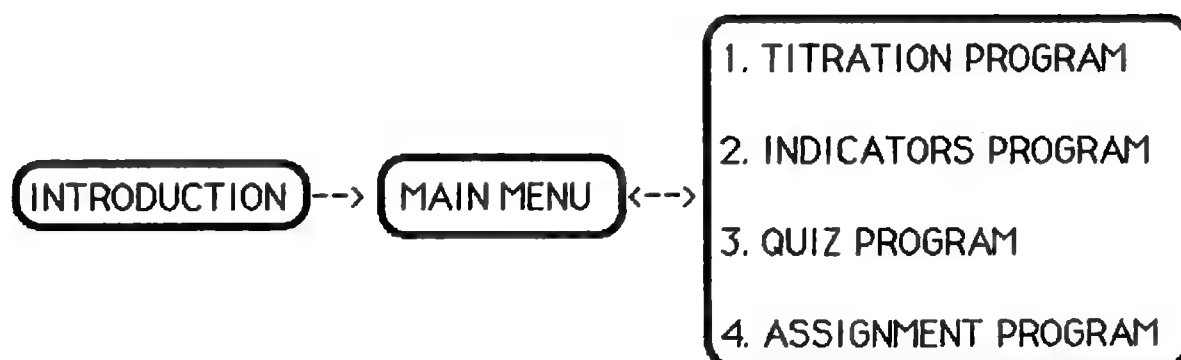 1. TITRATION PROGRAM
2. INDICATORS PROGRAM
INTRODUCTION --> MAIN MENU <-->
3. QUIZ PROGRAM
4. ASSIGNMENT PROGRAM